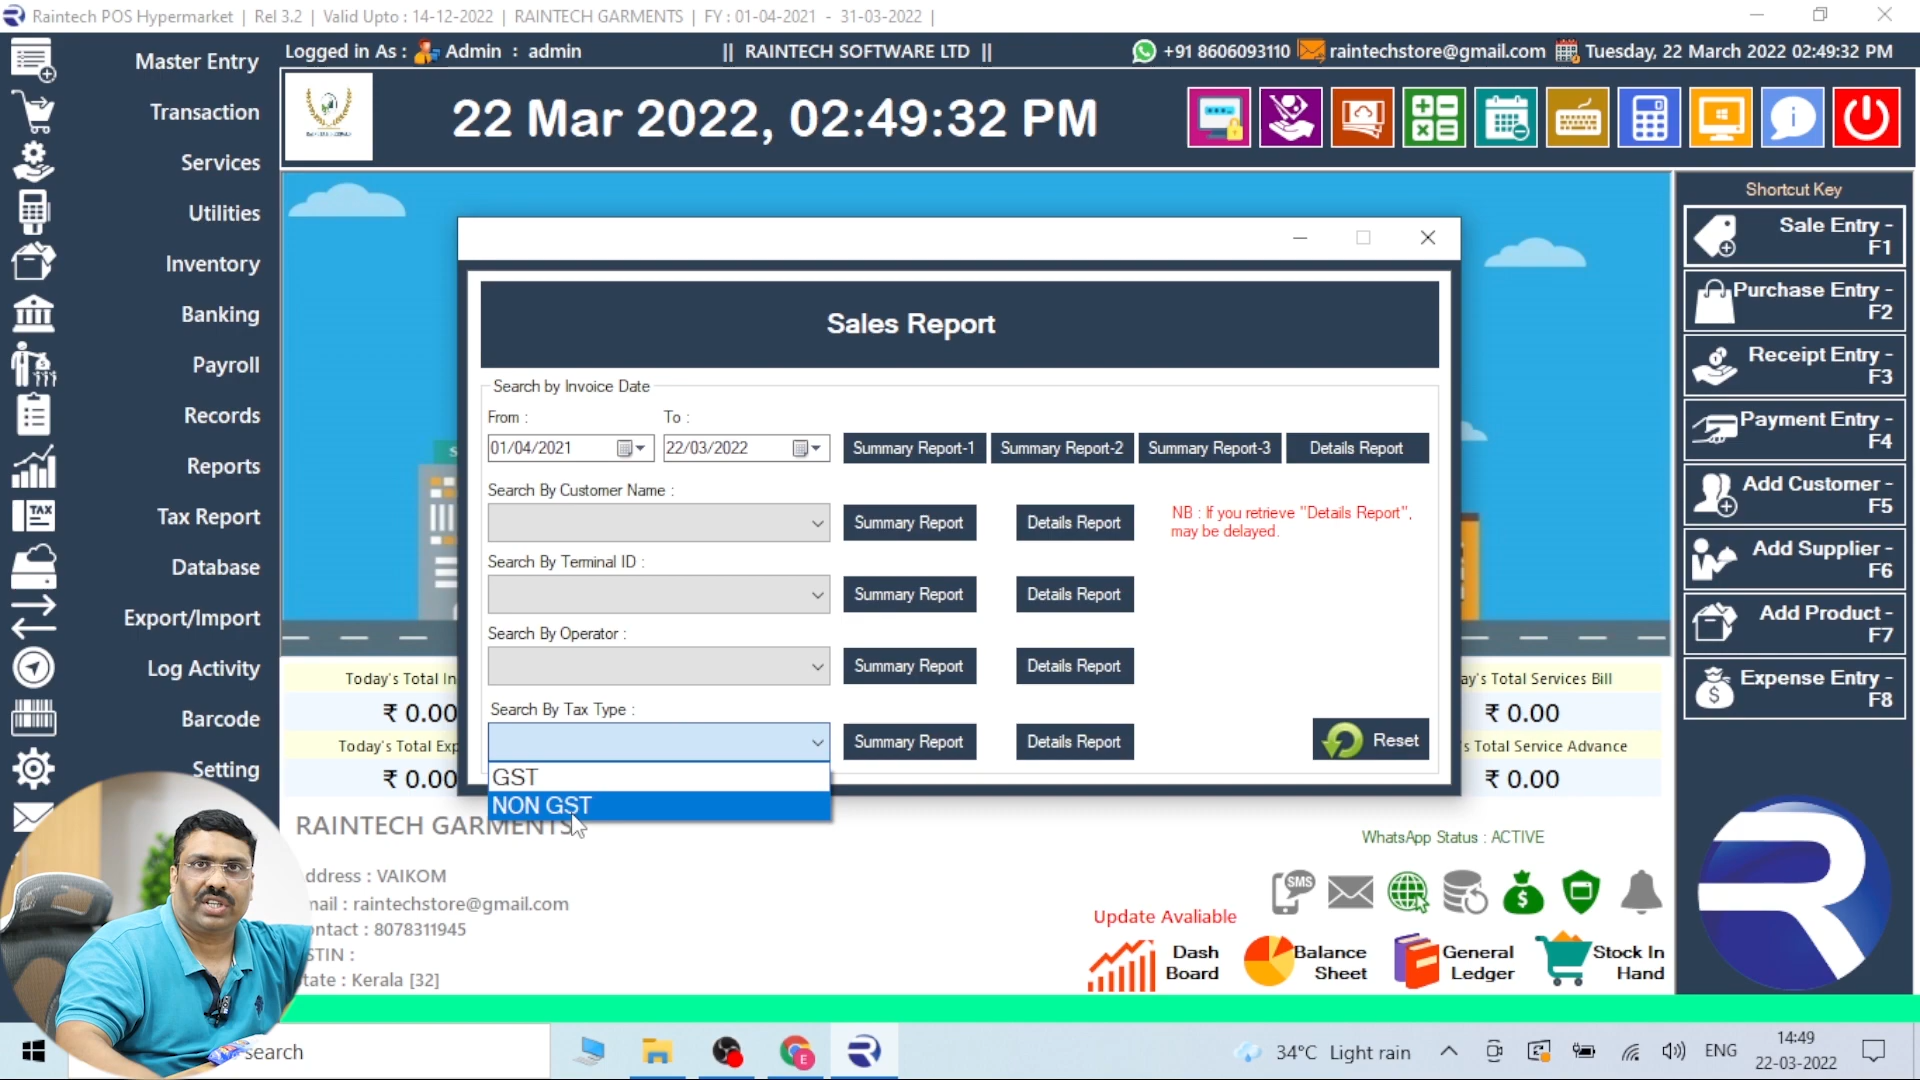 Raintech POS Hypermarket | Rel 3.2 | Valid Upto : 14-12-2022 | RAINTECH GARMENTS | FY : 01-04-2021 - 31-03-2022 |
Logged in As : Admin : admin || RAINTECH SOFTWARE LTD || +91 8606093110 raintechstore@gmail.com Tuesday, 22 March 2022 02:49:32 PM
22 Mar 2022, 02:49:32 PM
Master Entry
Transaction
Services
Utilities
Inventory
Banking
Payroll
Records
Reports
TAX
Tax Report
Database
Export/Import
Log Activity
Barcode
Setting
Sales Report
Search by Invoice Date
From : To :
01/04/2021 22/03/2022 Summary Report-1 Summary Report-2 Summary Report-3 Details Report
Search By Customer Name :
Summary Report Details Report
NB : If you retrieve "Details Report",
may be delayed.
Search By Terminal ID :
Summary Report Details Report
Search By Operator :
Summary Report Details Report
Search By Tax Type :
Summary Report Details Report Reset
GST
NON GST
Shortcut Key
Sale Entry -
F1
Purchase Entry -
F2
Receipt Entry -
F3
Payment Entry -
F4
Add Customer -
F5
Add Supplier -
F6
Add Product -
F7
Expense Entry -
F8
Today's Total In
₹ 0.00
Today's Total Exp
₹ 0.00
ay's Total Services Bill
₹ 0.00
's Total Service Advance
₹ 0.00
RAINTECH GARMENTS
ddress : VAIKOM
mail : raintechstore@gmail.com
ontact : 8078311945
STIN :
tate : Kerala [32]
WhatsApp Status : ACTIVE
SMS
Update Avaliable
Dash
Board
Balance
Sheet
General
Ledger
Stock In
Hand
search
34°C Light rain ENG 14:49
22-03-2022